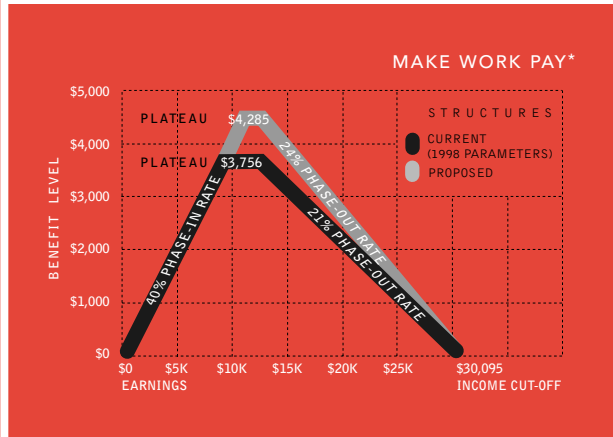 MAKE WORK PAY*
$5,000
$4,000
$3,000
$2,000
$1,000
$0
BENEFIT LEVEL
PLATEAU $4,285
PLATEAU $3,756
STRUCTURES
CURRENT
(1998 PARAMETERS)
PROPOSED
40% PHASE-IN RATE
24% PHASE-OUT RATE
21% PHASE-OUT RATE
$0 $5K $10K $15K $20K $25K $30,095
EARNINGS INCOME CUT-OFF